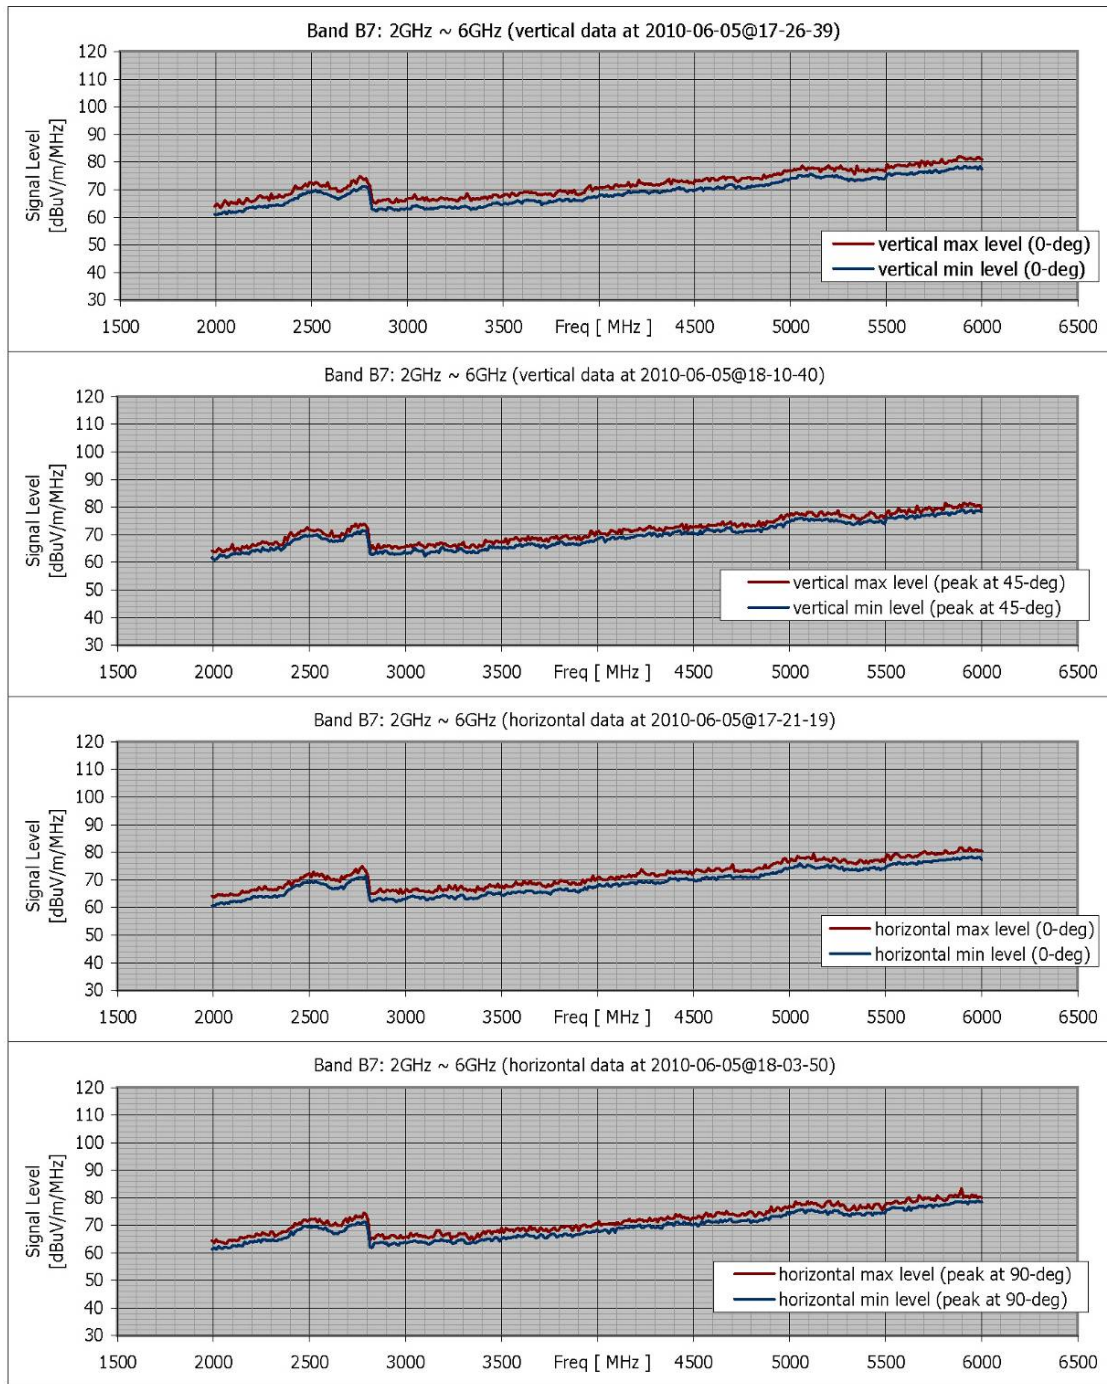 Band B7: 2GHz ~ 6GHz (vertical data at 2010-06-05@17-26-39)
120
110
100
90
80
70
60
50
40
30
Signal Level
[dBuV/m/MHz]
vertical max level (0-deg)
vertical min level (0-deg)
1500 2000 2500 3000 3500 Freq [ MHz ] 4500 5000 5500 6000 6500
Band B7: 2GHz ~ 6GHz (vertical data at 2010-06-05@18-10-40)
120
110
100
90
80
70
60
50
40
30
Signal Level
[dBuV/m/MHz]
vertical max level (peak at 45-deg)
vertical min level (peak at 45-deg)
1500 2000 2500 3000 3500 Freq [ MHz ] 4500 5000 5500 6000 6500
Band B7: 2GHz ~ 6GHz (horizontal data at 2010-06-05@17-21-19)
120
110
100
90
80
70
60
50
40
30
Signal Level
[dBuV/m/MHz]
horizontal max level (0-deg)
horizontal min level (0-deg)
1500 2000 2500 3000 3500 Freq [ MHz ] 4500 5000 5500 6000 6500
Band B7: 2GHz ~ 6GHz (horizontal data at 2010-06-05@18-03-50)
120
110
100
90
80
70
60
50
40
30
Signal Level
[dBuV/m/MHz]
horizontal max level (peak at 90-deg)
horizontal min level (peak at 90-deg)
1500 2000 2500 3000 3500 Freq [ MHz ] 4500 5000 5500 6000 6500